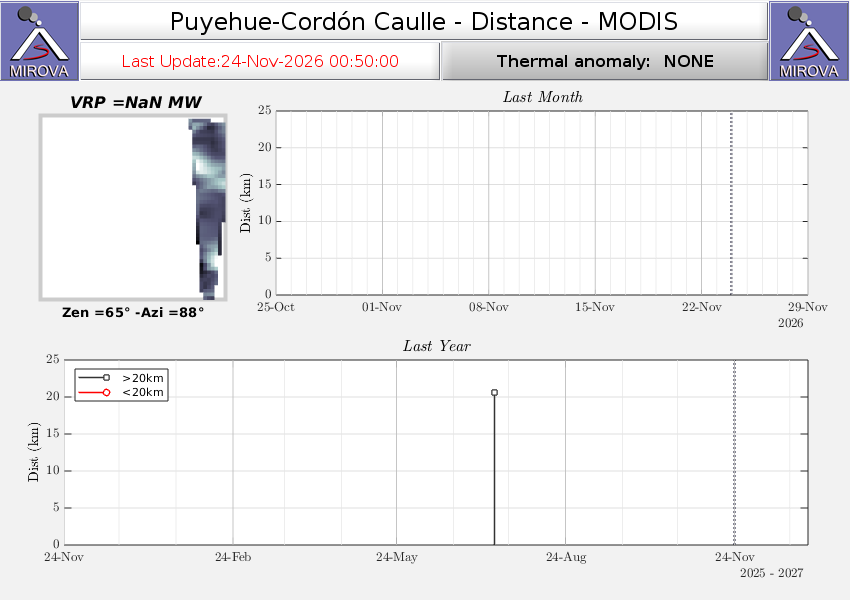 Puyehue-Cordón Caulle - Distance - MODIS
MIROVA
Last Update:24-Nov-2026 00:50:00
Thermal anomaly: NONE
MIROVA
VRP =NaN MW
Zen =65° -Azi =88°
Last Month
Dist (km)
25
20
15
10
5
0
25-Oct
01-Nov
08-Nov
15-Nov
22-Nov
29-Nov
2026
Last Year
Dist (km)
25
20
15
10
5
0
>20km
<20km
24-Nov
24-Feb
24-May
24-Aug
24-Nov
2025 - 2027